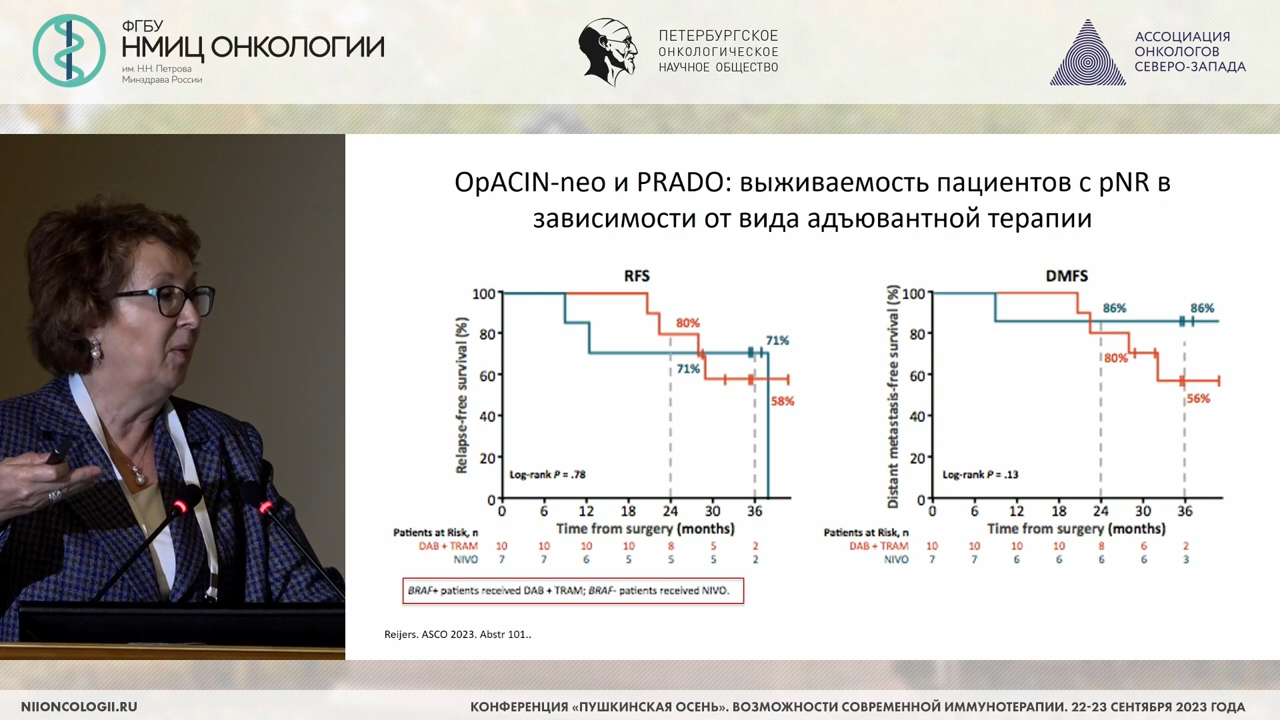 ФГБУ
НМИЦ ОНКОЛОГИИ
им. Н.Н. Петрова
Минздрава России
ПЕТЕРБУРГСКОЕ
ОНКОЛОГИЧЕСКОЕ
НАУЧНОЕ ОБЩЕСТВО
АССОЦИАЦИЯ
ОНКОЛОГОВ
СЕВЕРО-ЗАПАДА
OpACIN-neo и PRADO: выживаемость пациентов с pNR в
зависимости от вида адъювантной терапии
RFS
Relapse-free survival (%)
100
80
60
40
20
0
80%
71%
71%
58%
Log-rank P = .78
0 6 12 18 24 30 36
Time from surgery (months)
Patients at Risk, n
DAB + TRAM 10 10 10 10 8 5 2
NIVO 7 7 6 5 5 5 2
DMFS
Distant metastasis-free survival (%)
100
80
60
40
20
0
86%
86%
80%
56%
Log-rank P = .13
0 6 12 18 24 30 36
Time from surgery (months)
Patients at Risk, n
DAB + TRAM 10 10 10 10 8 6 2
NIVO 7 7 6 6 6 6 3
BRAF+ patients received DAB + TRAM; BRAF- patients received NIVO.
Reijers. ASCO 2023. Abstr 101..
NIIONCOLOGII.RU
КОНФЕРЕНЦИЯ «ПУШКИНСКАЯ ОСЕНЬ». ВОЗМОЖНОСТИ СОВРЕМЕННОЙ ИММУНОТЕРАПИИ. 22-23 СЕНТЯБРЯ 2023 ГОДА